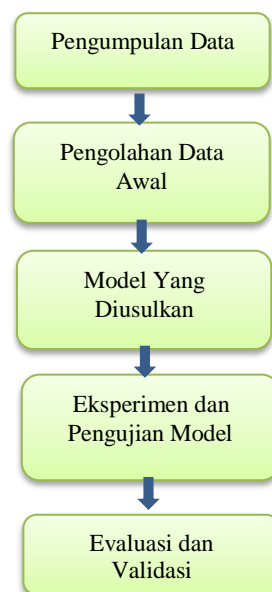 Pengumpulan Data
Pengolahan Data
Awal
Model Yang
Diusulkan
Eksperimen dan
Pengujian Model
Evaluasi dan
Validasi